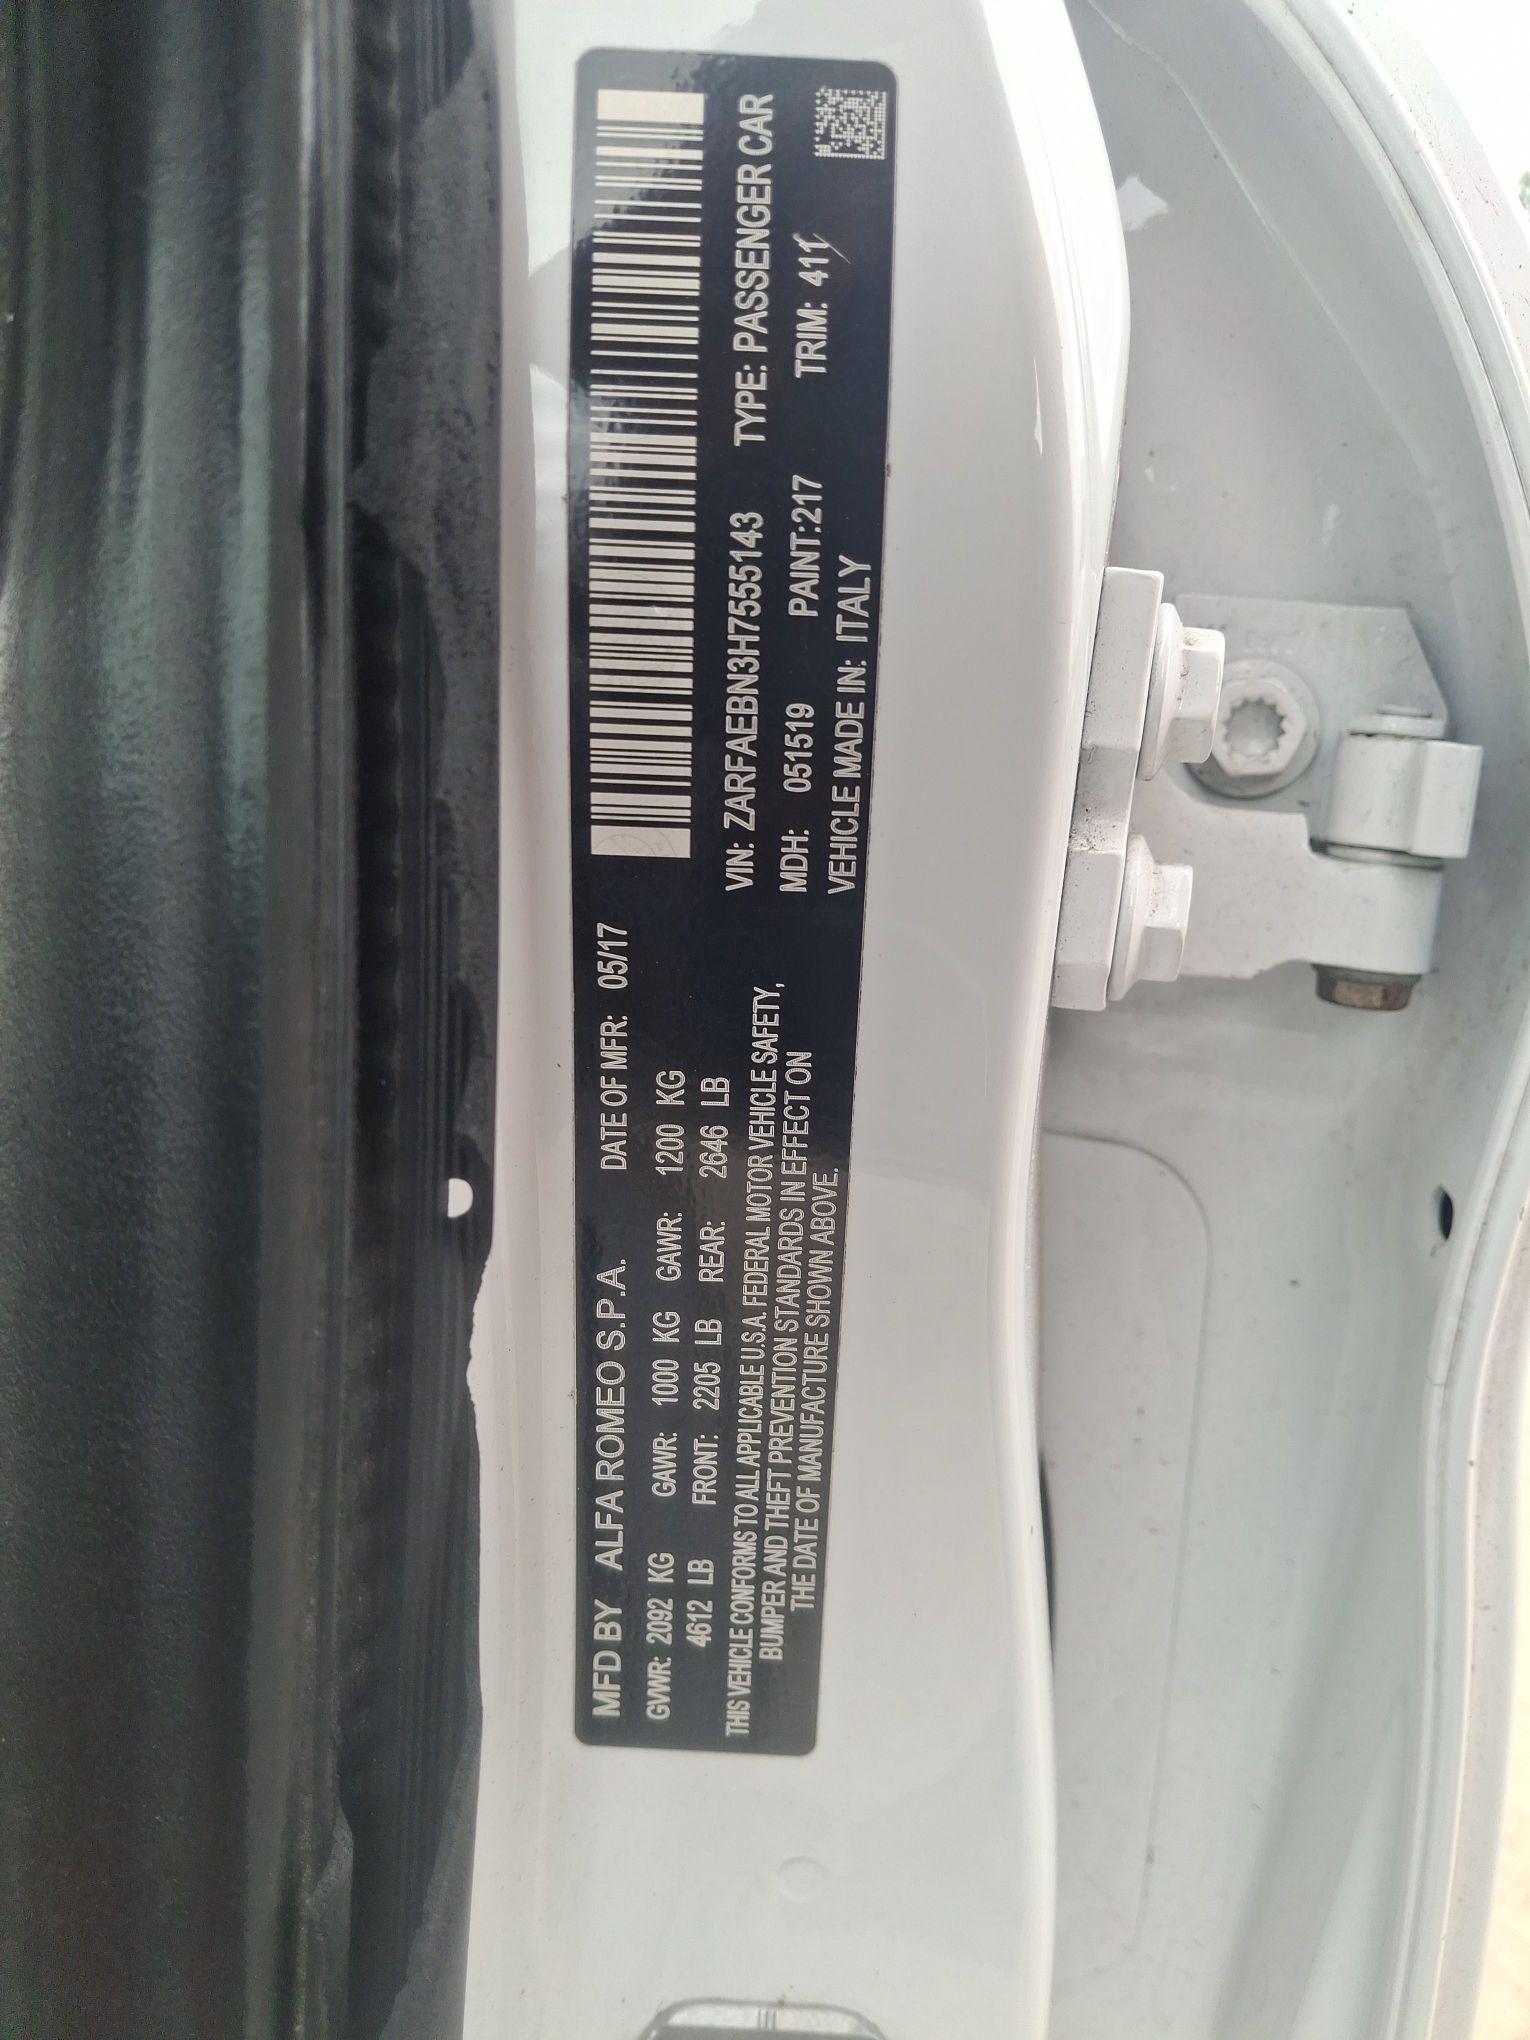 MFD BY ALFA ROMEO S.P.A. DATE OF MFR: 05/17
GVWR: 2092 KG GAWR: 1000 KG GAWR: 1200 KG
4612 LB FRONT: 2205 LB REAR: 2646 LB
THIS VEHICLE CONFORMS TO ALL APPLICABLE U.S.A. FEDERAL MOTOR VEHICLE SAFETY,
BUMPER AND THEFT PREVENTION STANDARDS IN EFFECT ON
THE DATE OF MANUFACTURE SHOWN ABOVE.
VIN: ZARFAEBN3H7555143 TYPE: PASSENGER CAR
MDH: 051519 PAINT:217 TRIM: 411
VEHICLE MADE IN: ITALY